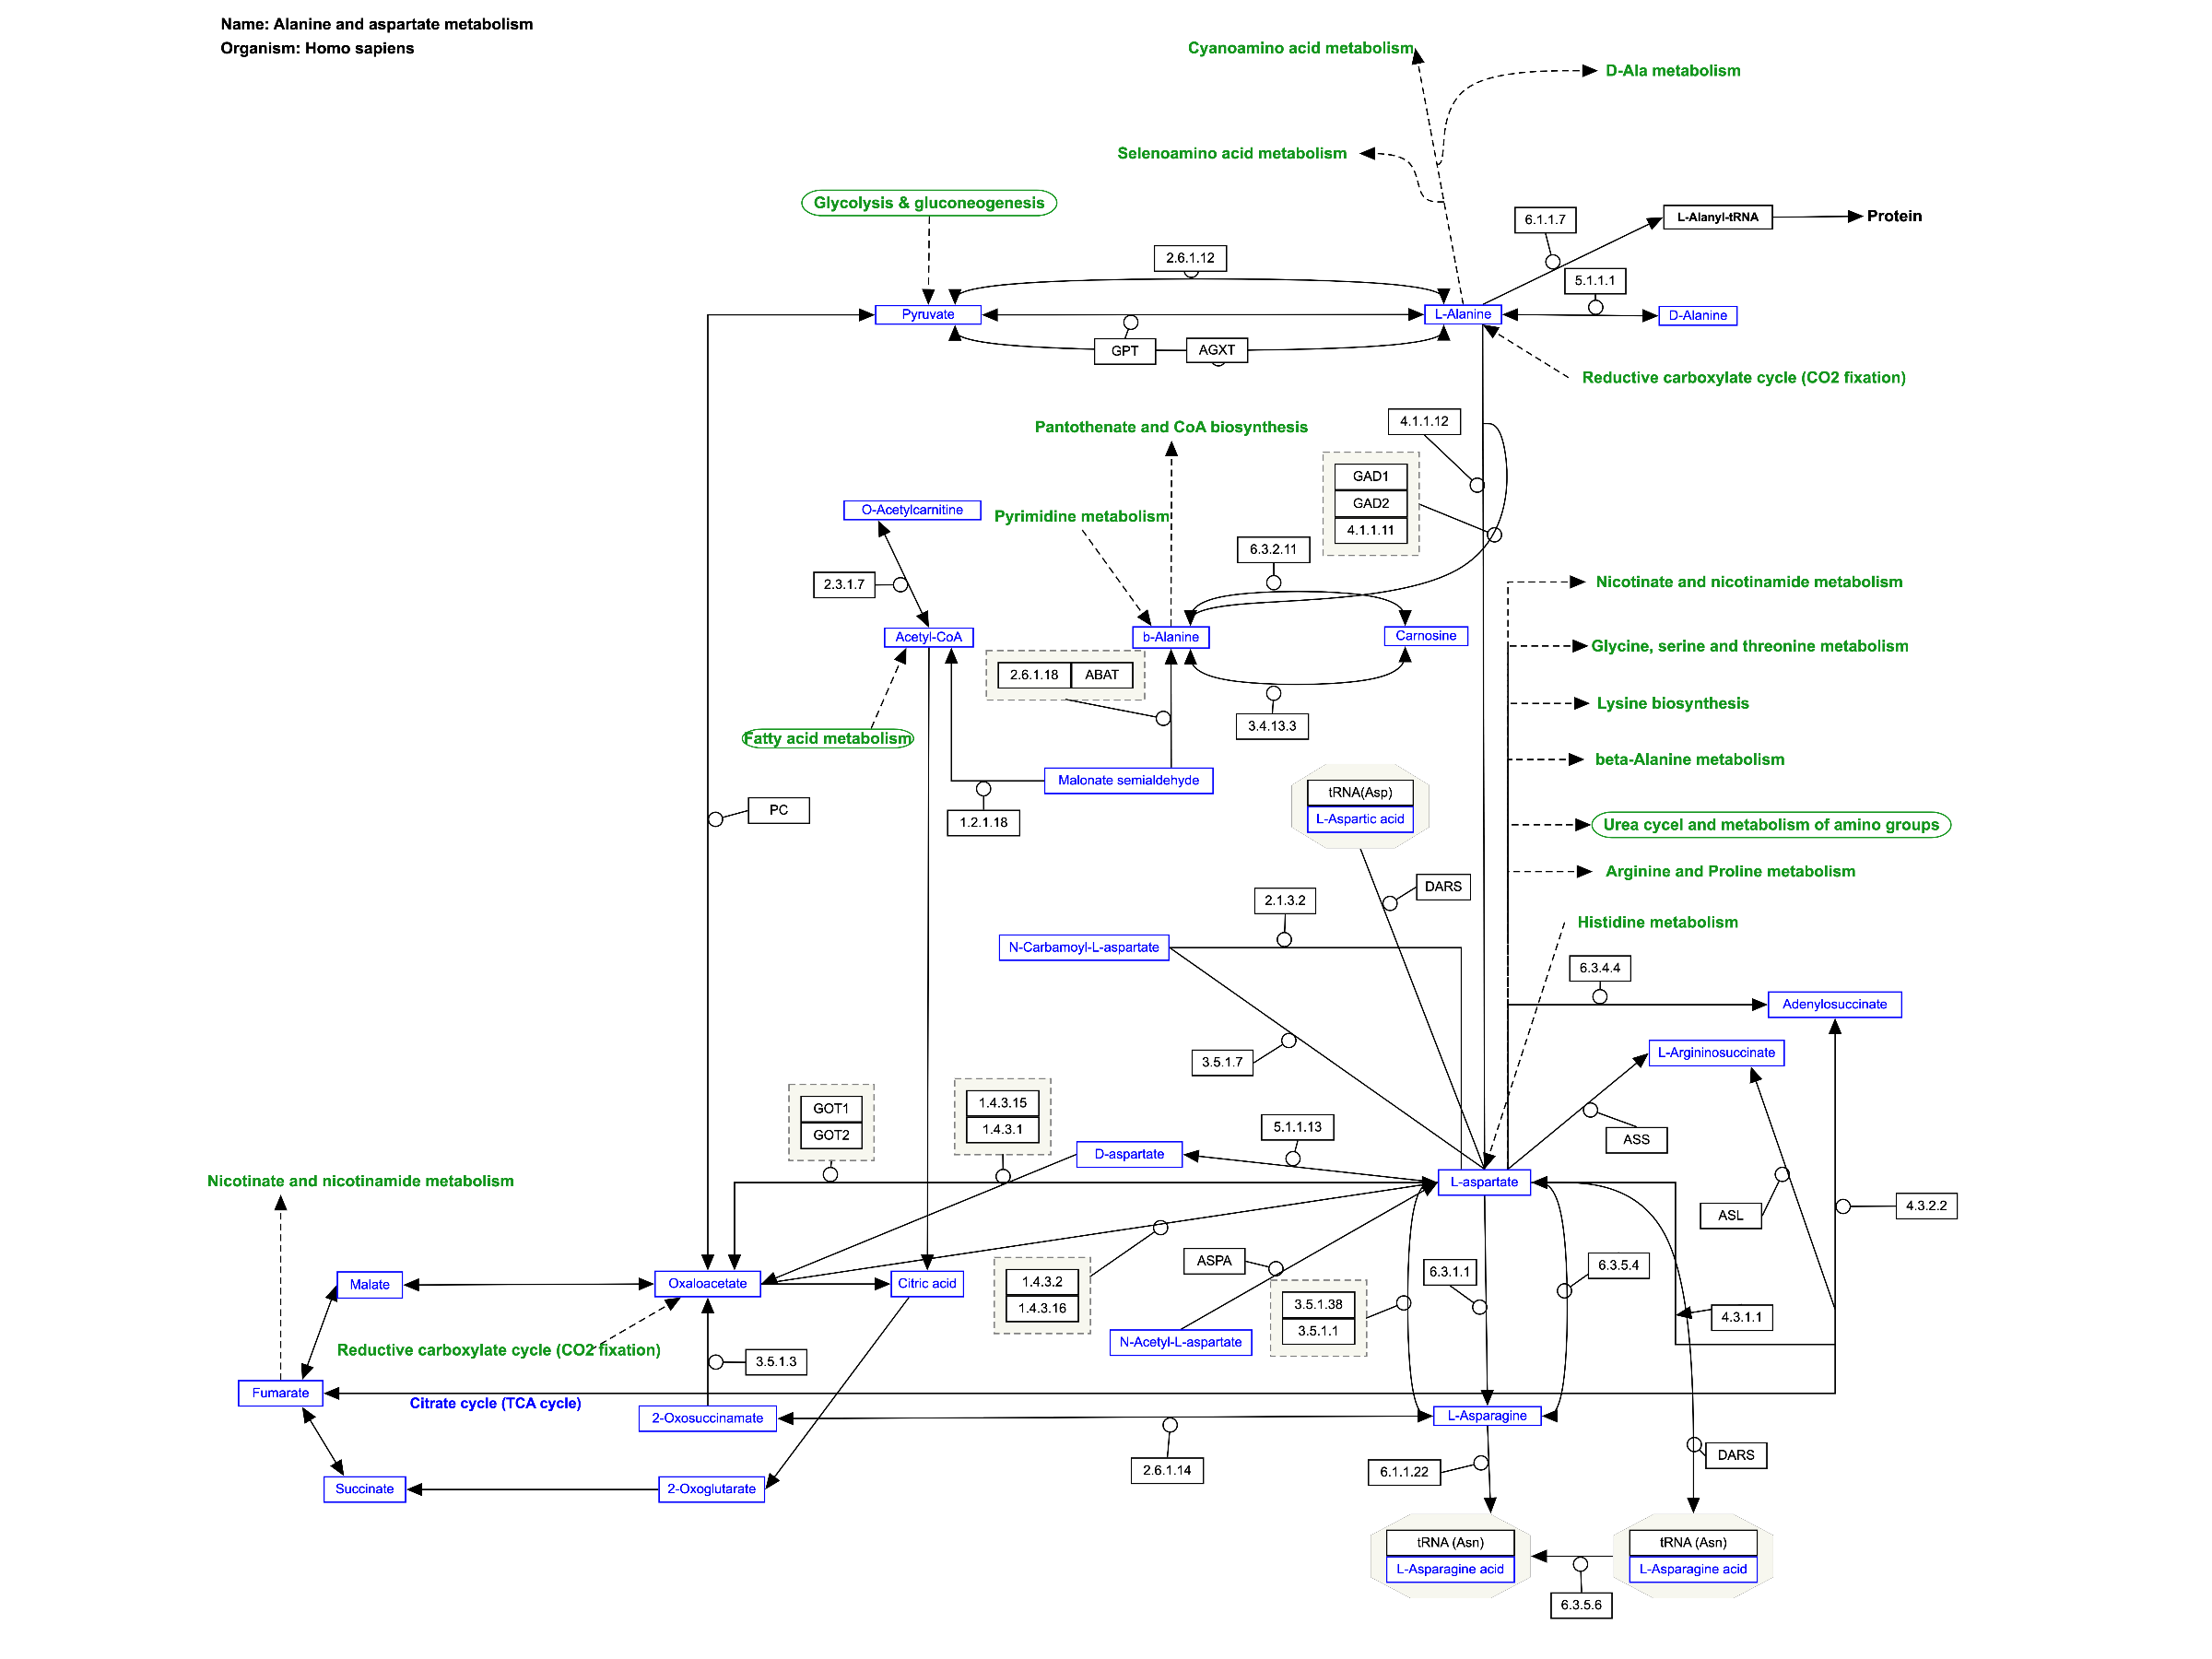 Name: Alanine and aspartate metabolism
Organism: Homo sapiens
Cyanoamino acid metabolism
D-Ala metabolism
Selenoamino acid metabolism
Glycolysis & gluconeogenesis
6.1.1.7
L-Alanyl-tRNA
Protein
2.6.1.12
5.1.1.1
Pyruvate
L-Alanine
D-Alanine
GPT
AGXT
Reductive carboxylate cycle (CO2 fixation)
4.1.1.12
Pantothenate and CoA biosynthesis
GAD1
GAD2
4.1.1.11
O-Acetylcarnitine
Pyrimidine metabolism
6.3.2.11
2.3.1.7
Nicotinate and nicotinamide metabolism
Acetyl-CoA
b-Alanine
Carnosine
Glycine, serine and threonine metabolism
2.6.1.18
ABAT
Lysine biosynthesis
3.4.13.3
Fatty acid metabolism
beta-Alanine metabolism
Malonate semialdehyde
tRNA(Asp)
L-Aspartic acid
PC
1.2.1.18
Urea cycel and metabolism of amino groups
Arginine and Proline metabolism
DARS
2.1.3.2
Histidine metabolism
N-Carbamoyl-L-aspartate
6.3.4.4
Adenylosuccinate
3.5.1.7
L-Argininosuccinate
GOT1
GOT2
1.4.3.15
1.4.3.1
5.1.1.13
ASS
D-aspartate
Nicotinate and nicotinamide metabolism
L-aspartate
4.3.2.2
ASL
ASPA
6.3.1.1
6.3.5.4
Malate
Oxaloacetate
Citric acid
1.4.3.2
1.4.3.16
3.5.1.38
3.5.1.1
4.3.1.1
N-Acetyl-L-aspartate
Reductive carboxylate cycle (CO2 fixation)
3.5.1.3
Fumarate
Citrate cycle (TCA cycle)
2-Oxosuccinamate
L-Asparagine
2.6.1.14
6.1.1.22
DARS
Succinate
2-Oxoglutarate
tRNA (Asn)
L-Asparagine acid
tRNA (Asn)
L-Asparagine acid
6.3.5.6